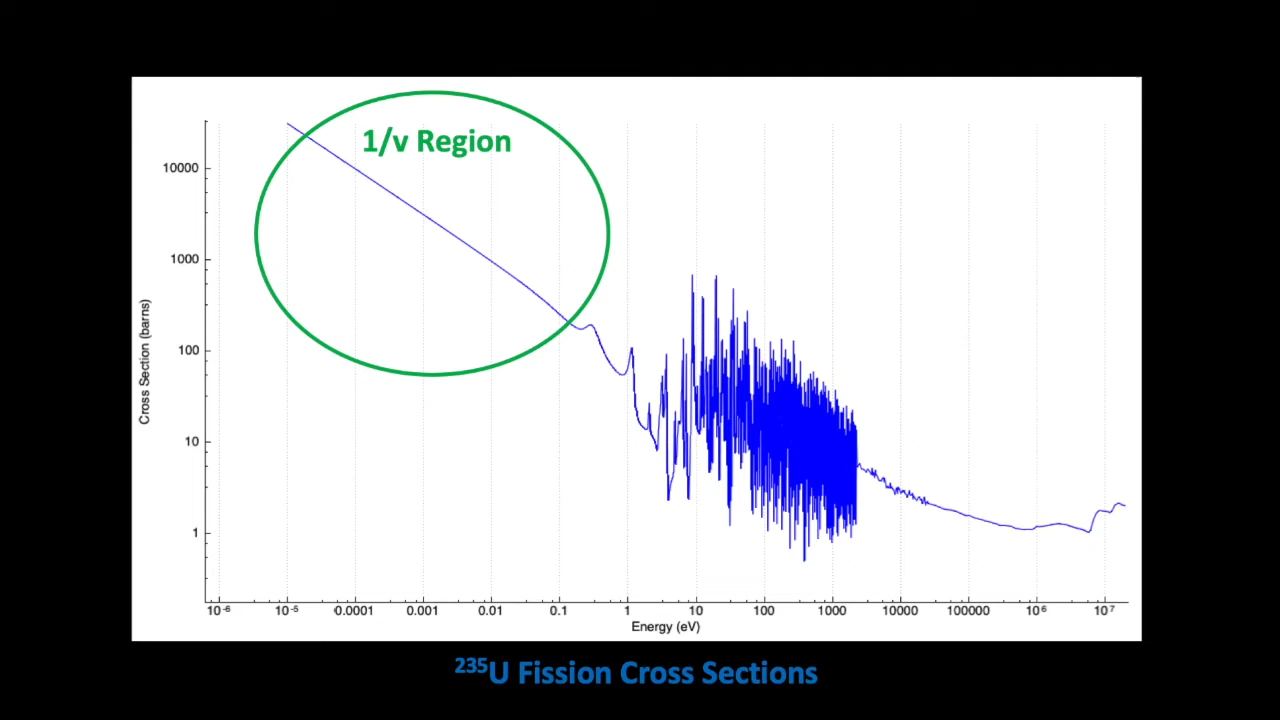 1/v Region
10000
1000
100
10
1
Cross Section (barns)
10⁻⁶ 10⁻⁵ 0.0001 0.001 0.01 0.1 1 10 100 1000 10000 100000 10⁶ 10⁷
Energy (eV)
²³⁵U Fission Cross Sections